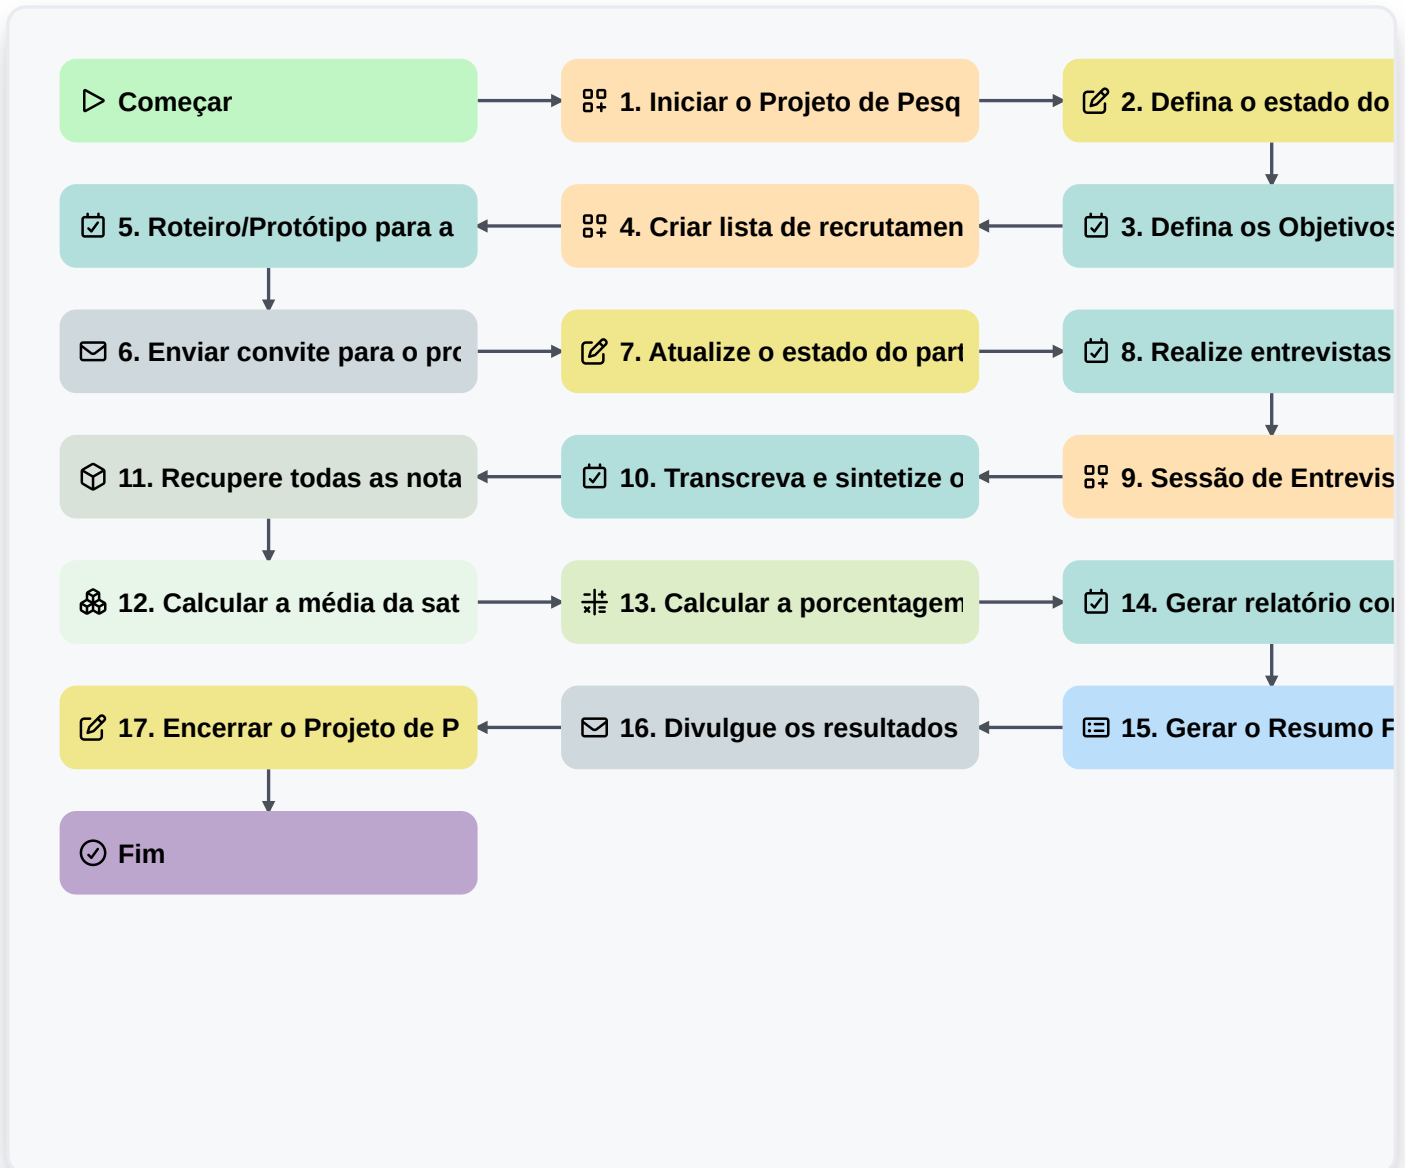 Começar
1. Iniciar o Projeto de Pesq
2. Defina o estado do
5. Roteiro/Protótipo para a
4. Criar lista de recrutamen
3. Defina os Objetivos
6. Enviar convite para o pro
7. Atualize o estado do part
8. Realize entrevistas
11. Recupere todas as nota
10. Transcreva e sintetize o
9. Sessão de Entrevis
12. Calcular a média da sat
13. Calcular a porcentagem
14. Gerar relatório con
17. Encerrar o Projeto de P
16. Divulgue os resultados
15. Gerar o Resumo F
Fim